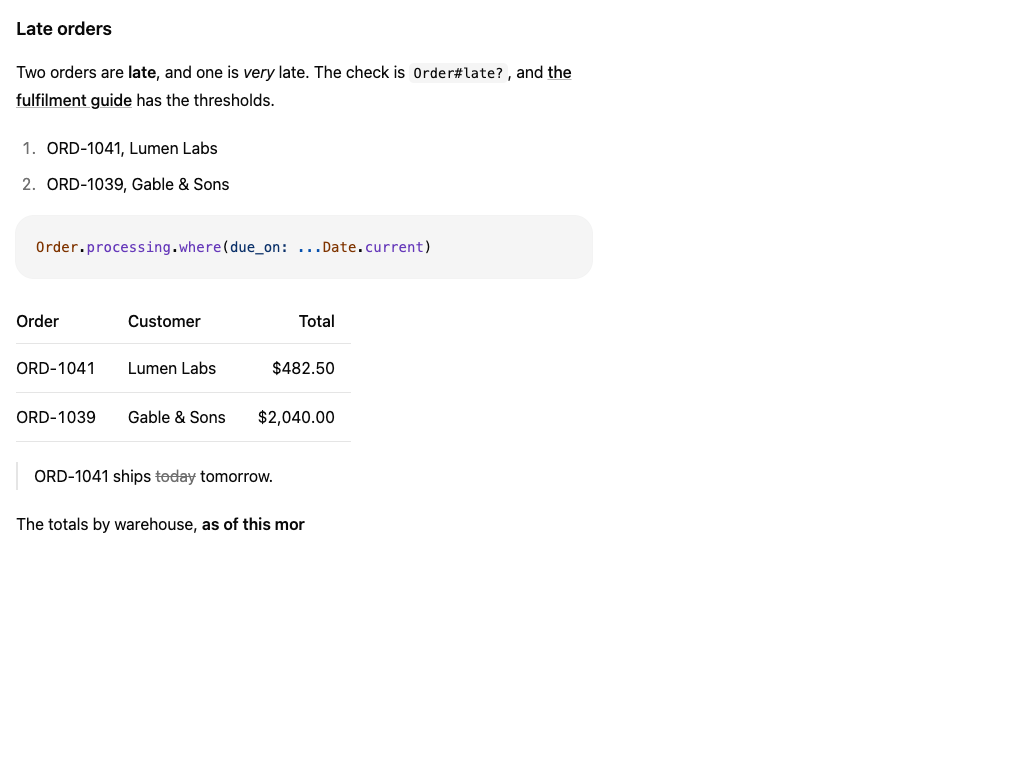 Late orders
Two orders are late, and one is very late. The check is Order#late?, and the
fulfilment guide has the thresholds.
1. ORD-1041, Lumen Labs
2. ORD-1039, Gable & Sons
Order.processing.where(due_on: ...Date.current)
Order Customer Total
ORD-1041 Lumen Labs $482.50
ORD-1039 Gable & Sons $2,040.00
ORD-1041 ships today tomorrow.
The totals by warehouse, as of this mor